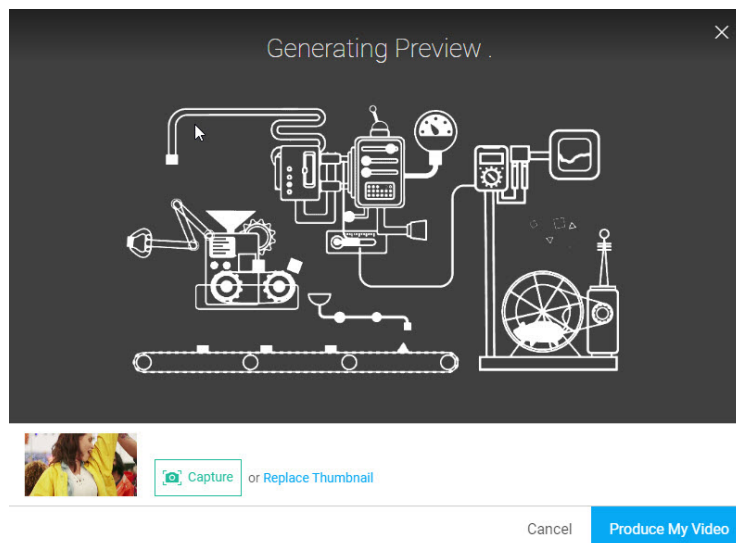 Generating Preview .
Capture or Replace Thumbnail
Cancel Produce My Video